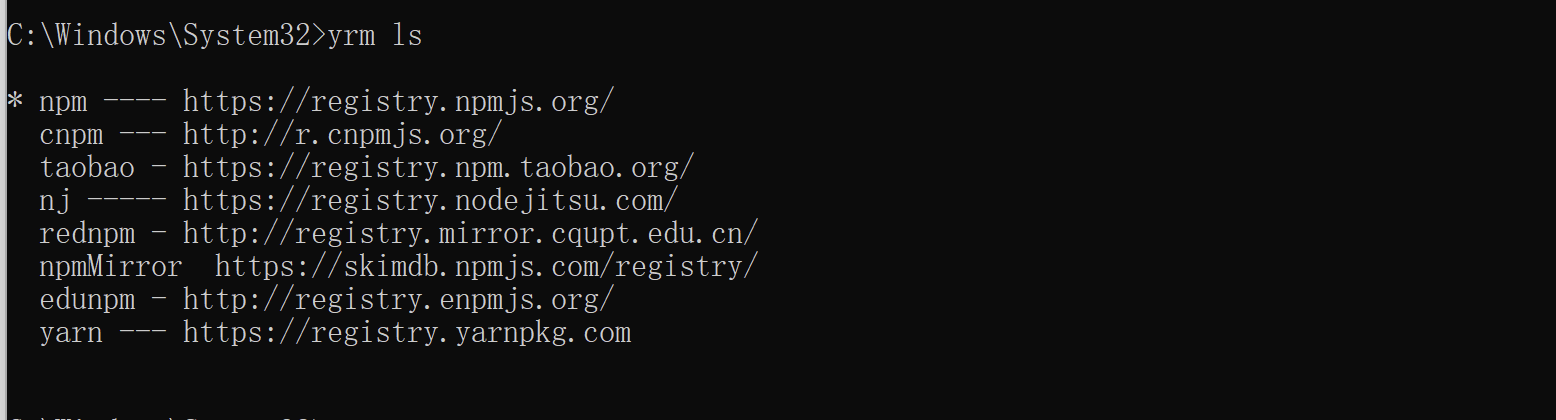 C:\Windows\System32>yrm ls
* npm ---- https://registry.npmjs.org/
cnpm --- http://r.cnpmjs.org/
taobao - https://registry.npm.taobao.org/
nj ----- https://registry.nodejitsu.com/
rednpm - http://registry.mirror.cqupt.edu.cn/
npmMirror  https://skimdb.npmjs.com/registry/
edunpm - http://registry.enpmjs.org/
yarn --- https://registry.yarnpkg.com